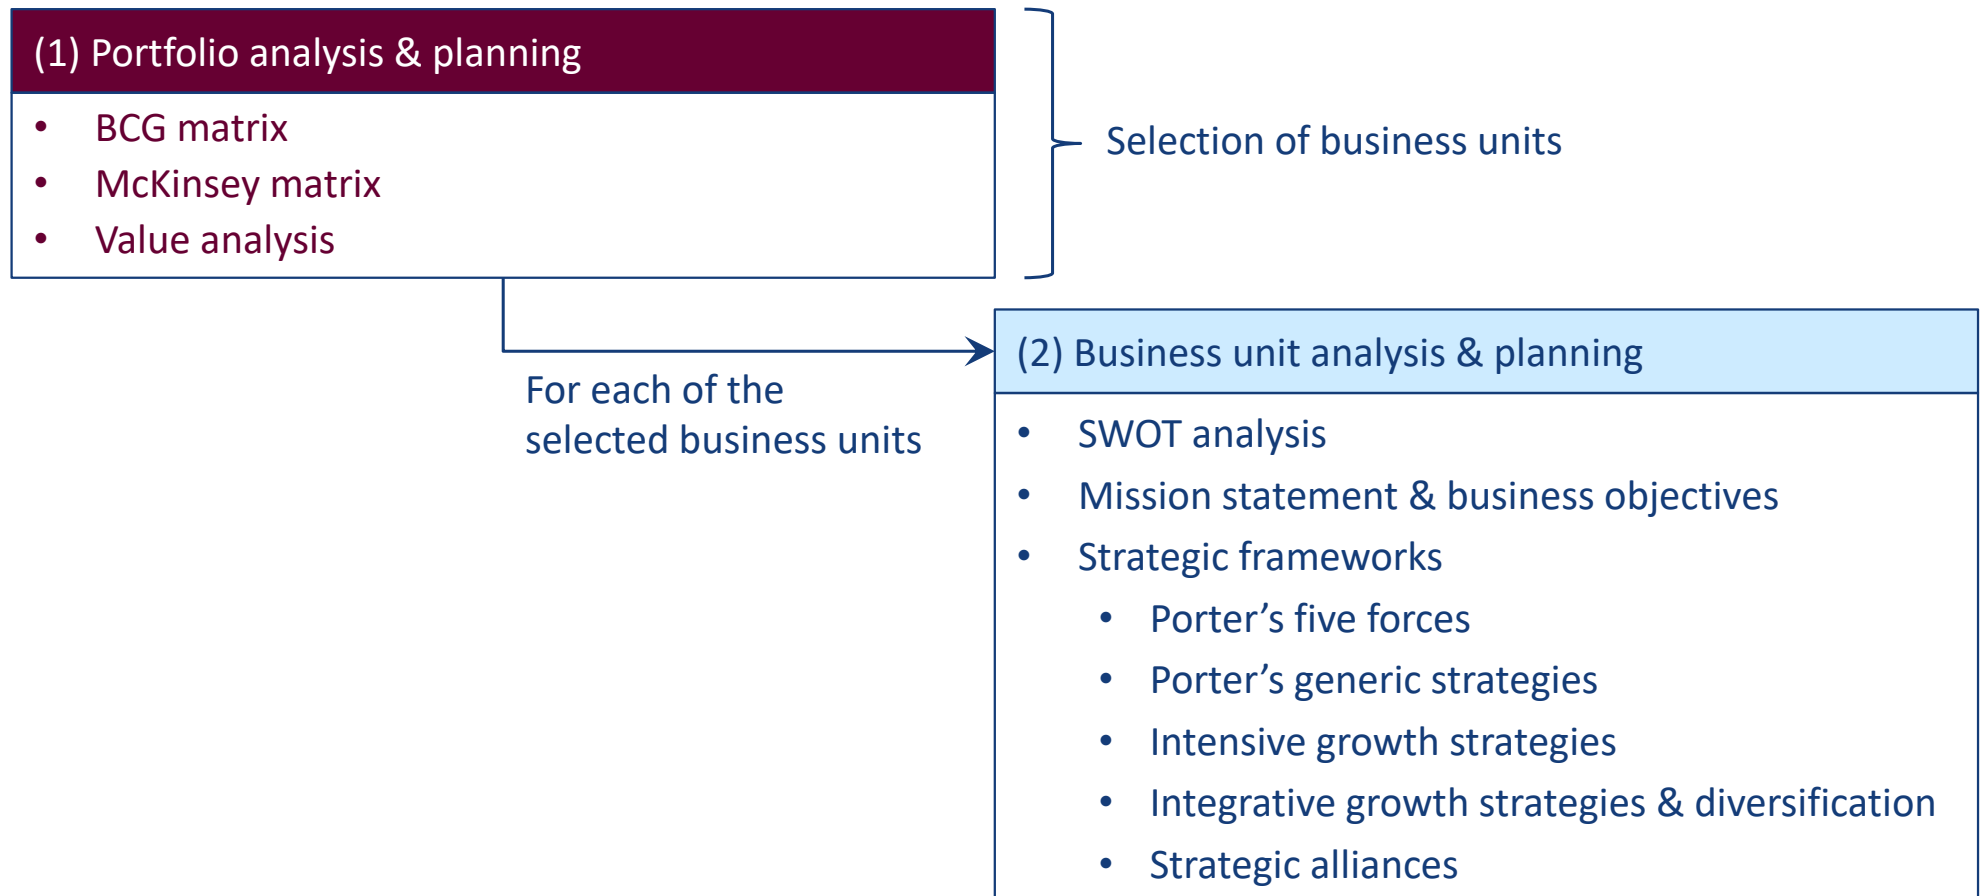 (1) Portfolio analysis & planning
• BCG matrix
• McKinsey matrix
• Value analysis
Selection of business units
For each of the
selected business units
(2) Business unit analysis & planning
• SWOT analysis
• Mission statement & business objectives
• Strategic frameworks
• Porter’s five forces
• Porter’s generic strategies
• Intensive growth strategies
• Integrative growth strategies & diversification
• Strategic alliances